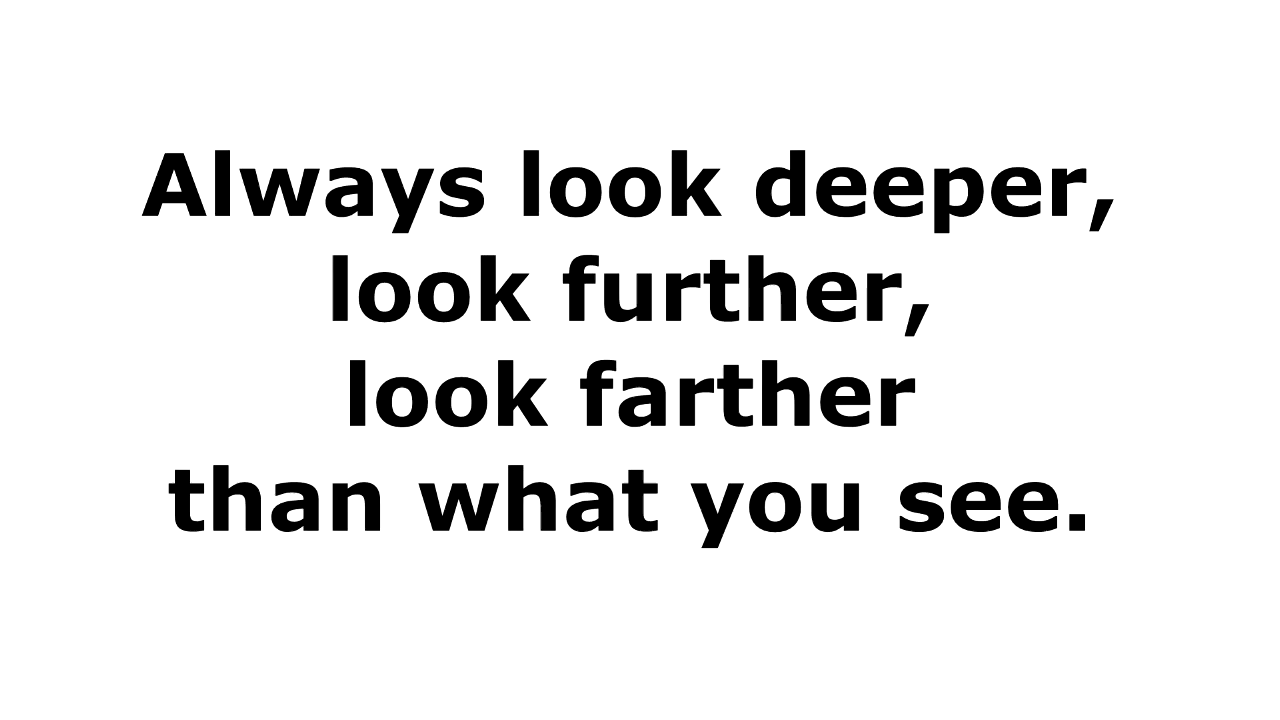 Always look deeper,
look further,
look farther
than what you see.